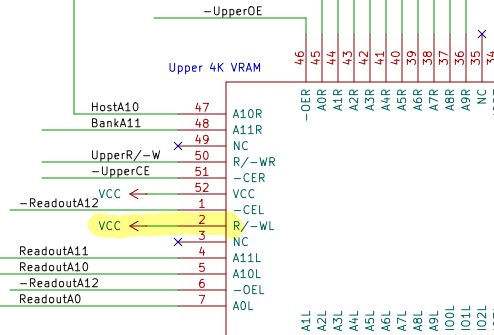 -UpperOE
46 45 44 43 42 41 40 39 38 37 36 35 34
Upper 4K VRAM
-OER A0R A1R A2R A3R A4R A5R A6R A7R A8R A9R NC
HostA10 47 A10R
BankA11 48 A11R
49 NC
UpperR/-W 50 R/-WR
-UpperCE 51 -CER
VCC 52 VCC
-ReadoutA12 1 -CEL
VCC 2 R/-WL
3 NC
ReadoutA11 4 A11L
ReadoutA10 5 A10L
-ReadoutA12 6 -OEL
ReadoutA0 7 A0L
A1L A2L A3L A4L A5L A6L A7L A8L A9L IO0L IO1L IO2L